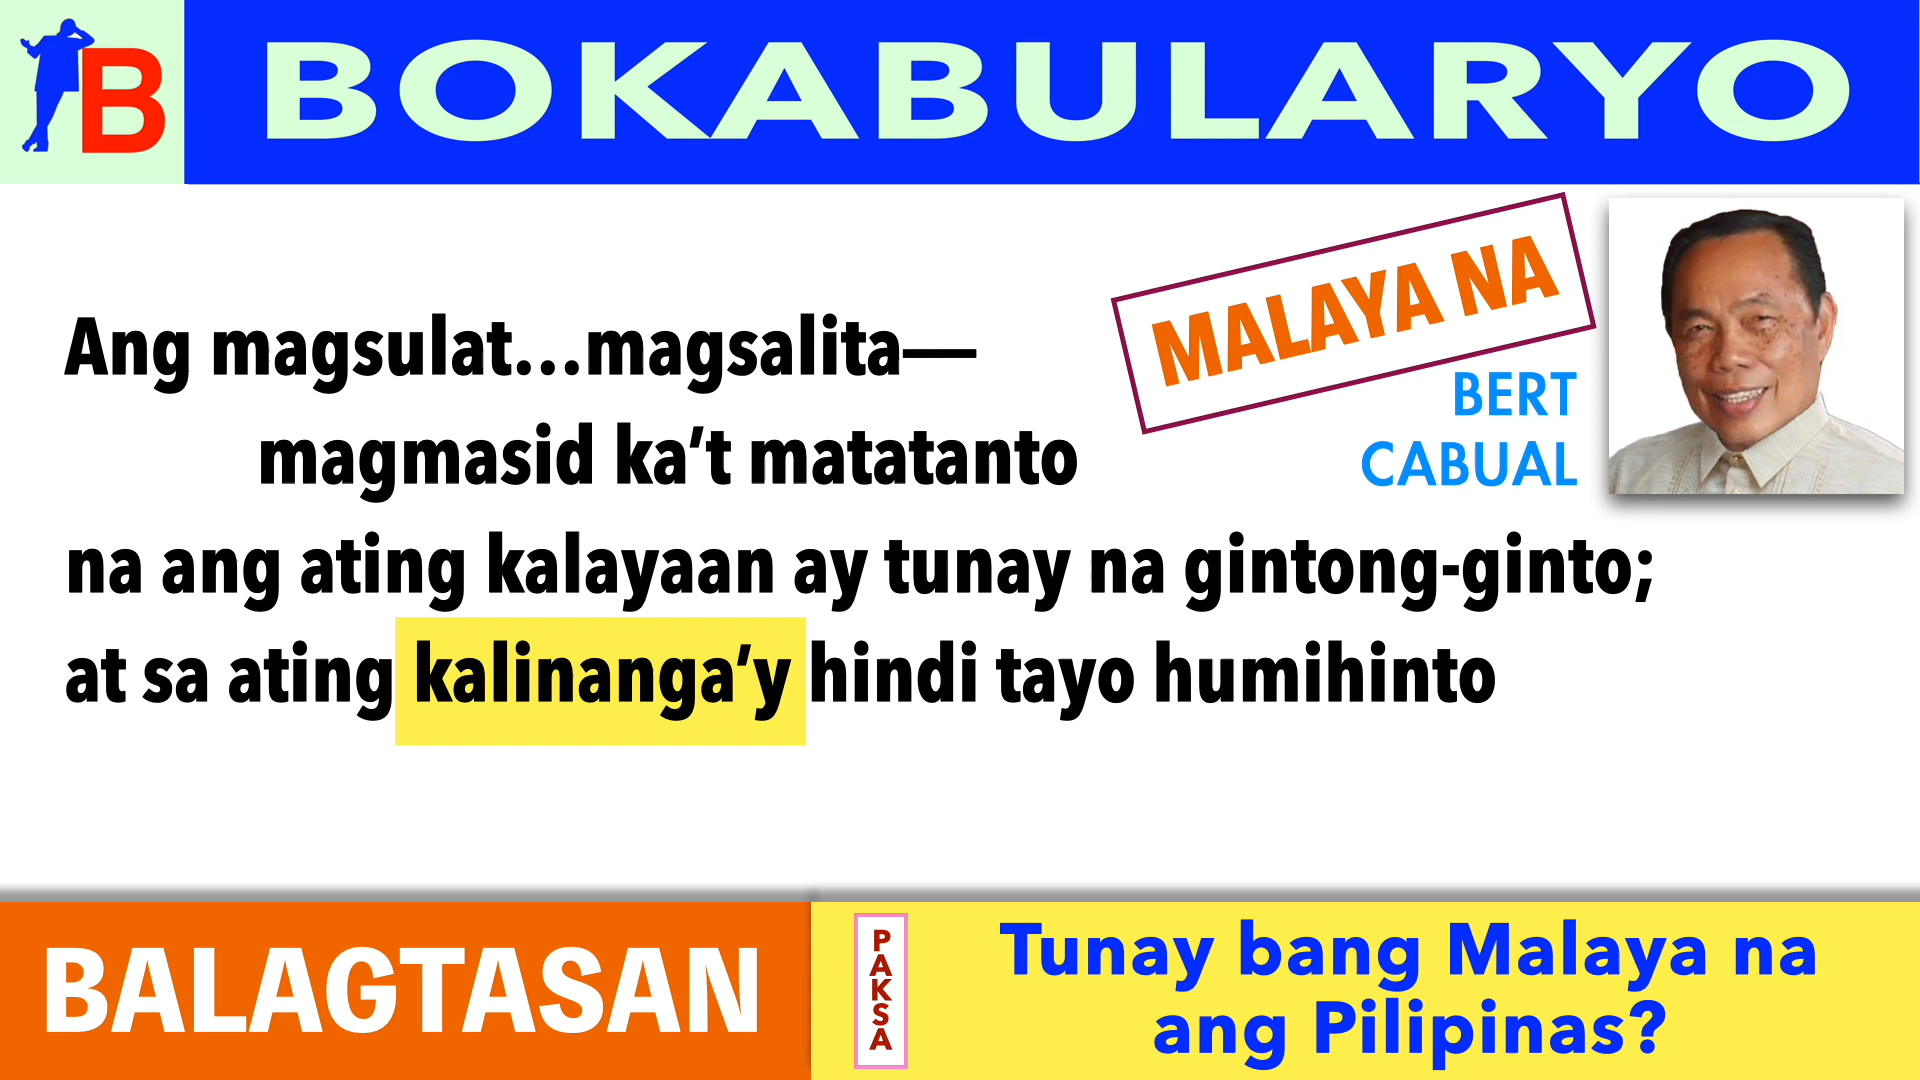 B
BOKABULARYO
MALAYA NA
BERT
CABUAL
Ang magsulat…magsalita—
magmasid ka’t matatanto
na ang ating kalayaan ay tunay na gintong-ginto;
at sa ating kalinanga’y hindi tayo humihinto
BALAGTASAN
PAKSA
Tunay bang Malaya na
ang Pilipinas?